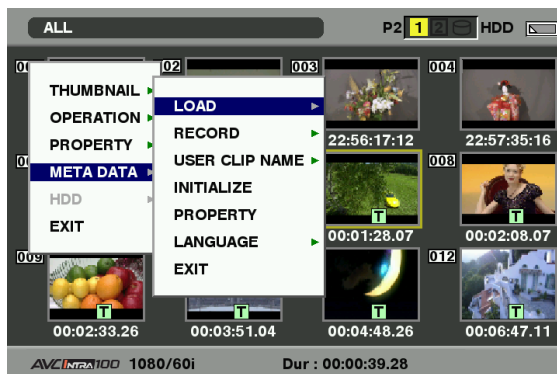 ALL P2 1 2 HDD
02 003 004
THUMBNAIL
OPERATION
PROPERTY
META DATA
HDD
EXIT
LOAD
RECORD
USER CLIP NAME
INITIALIZE
PROPERTY
LANGUAGE
EXIT
22:56:17:12 22:57:35:16
008
T T
00:01:28.07 00:02:08.07
009 012
T T T T
00:02:33.26 00:03:51.04 00:04:48.26 00:06:47.11
AVC INTRA 100 1080/60i Dur : 00:00:39.28